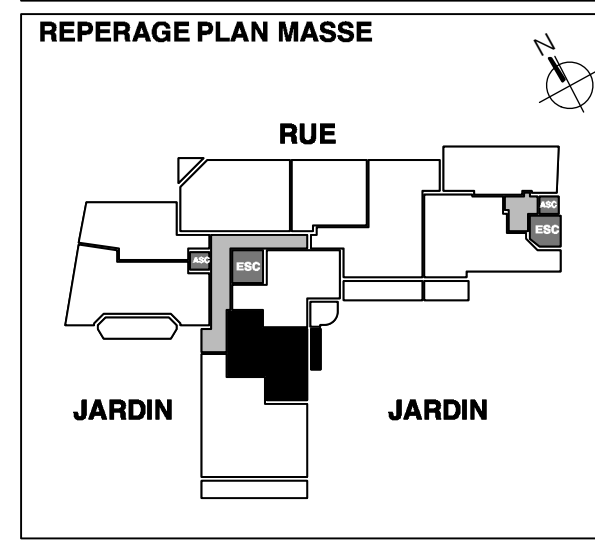 REPERAGE PLAN MASSE
N
RUE
ASC
ESC
ASC
ESC
JARDIN
JARDIN